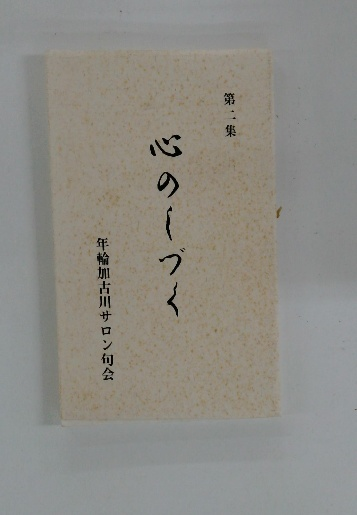 第二集
心のしづく
年輪加古川サロン句会